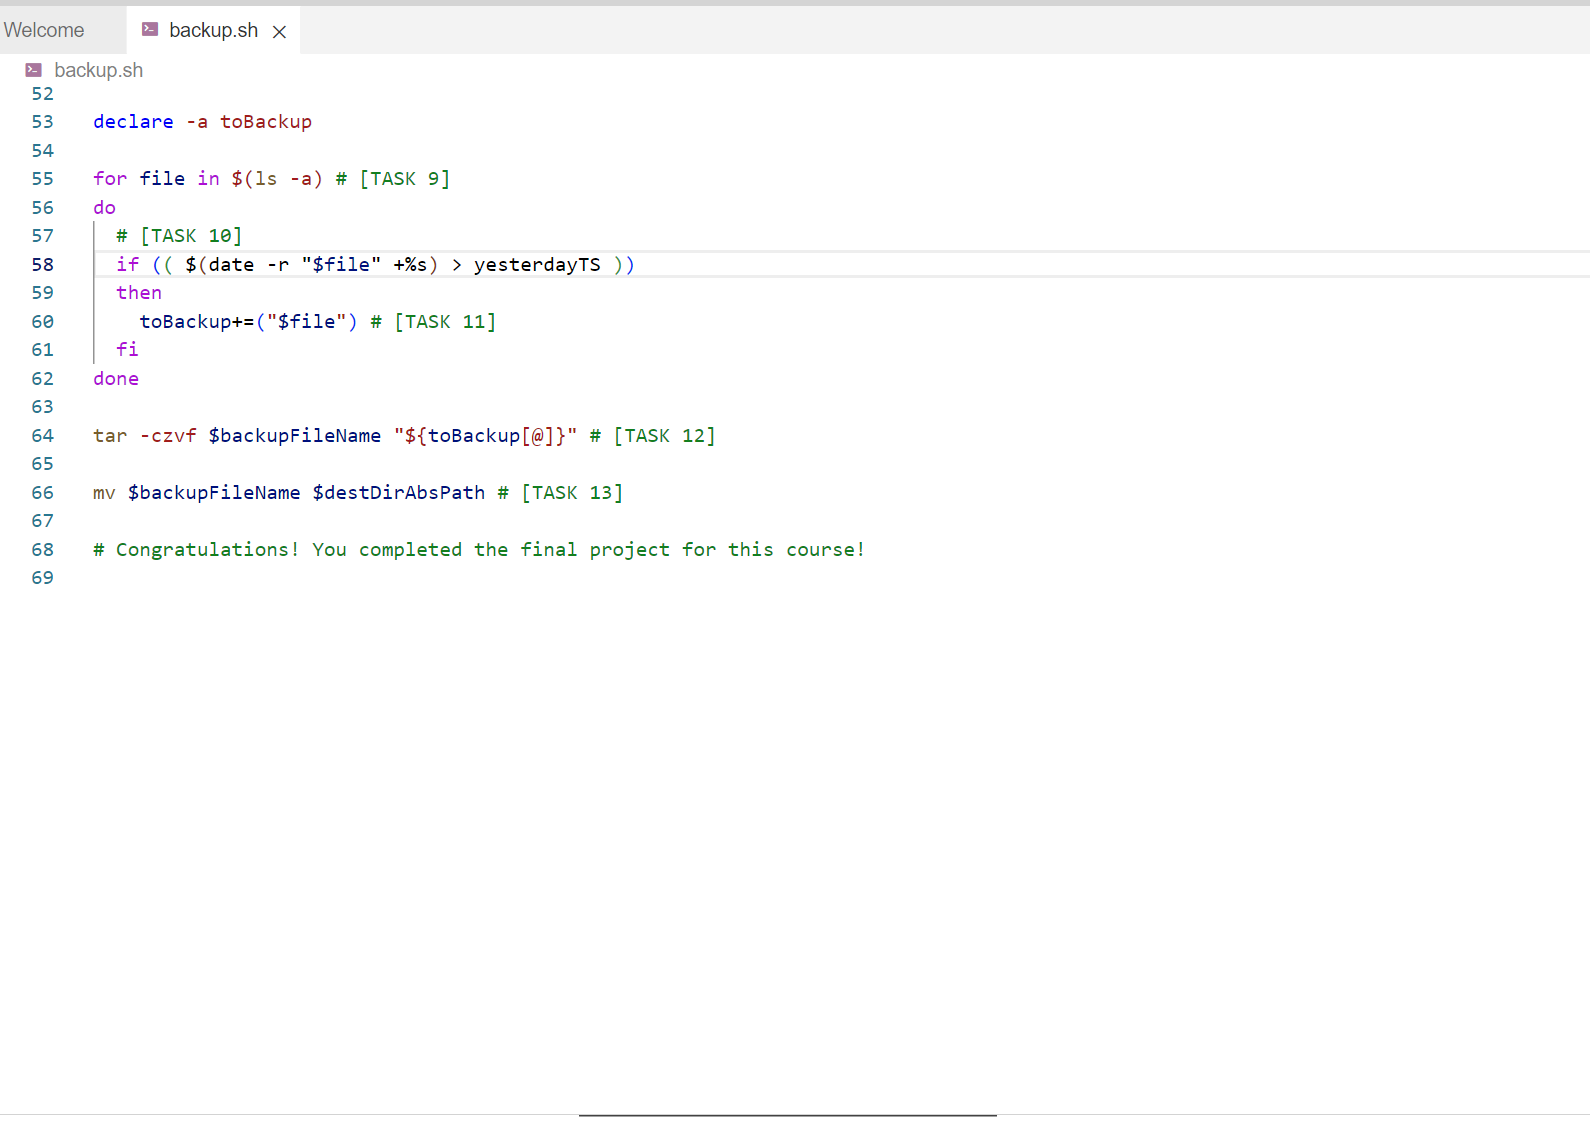 Welcome
backup.sh
backup.sh
52
53 declare -a toBackup
54
55 for file in $(ls -a) # [TASK 9]
56 do
57 # [TASK 10]
58 if (( $(date -r "$file" +%s) > yesterdayTS ))
59 then
60 toBackup+=("$file") # [TASK 11]
61 fi
62 done
63
64 tar -czvf $backupFileName "${toBackup[@]}" # [TASK 12]
65
66 mv $backupFileName $destDirAbsPath # [TASK 13]
67
68 # Congratulations! You completed the final project for this course!
69